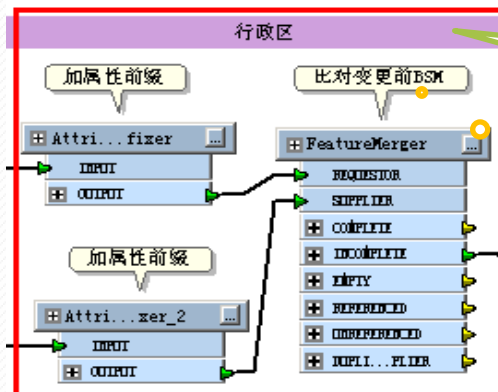 行政区
加属性前缀
比对变更前BSM
Attri...fixer ...
INPUT
OUTPUT
FeatureMerger ...
REQUESTOR
SUPPLIER
COMPLETE
INCOMPLETE
EMPTY
REFERENCED
UNREFERENCED
DUPLI...PLIER
加属性前缀
Attri...xer_2 ...
INPUT
OUTPUT